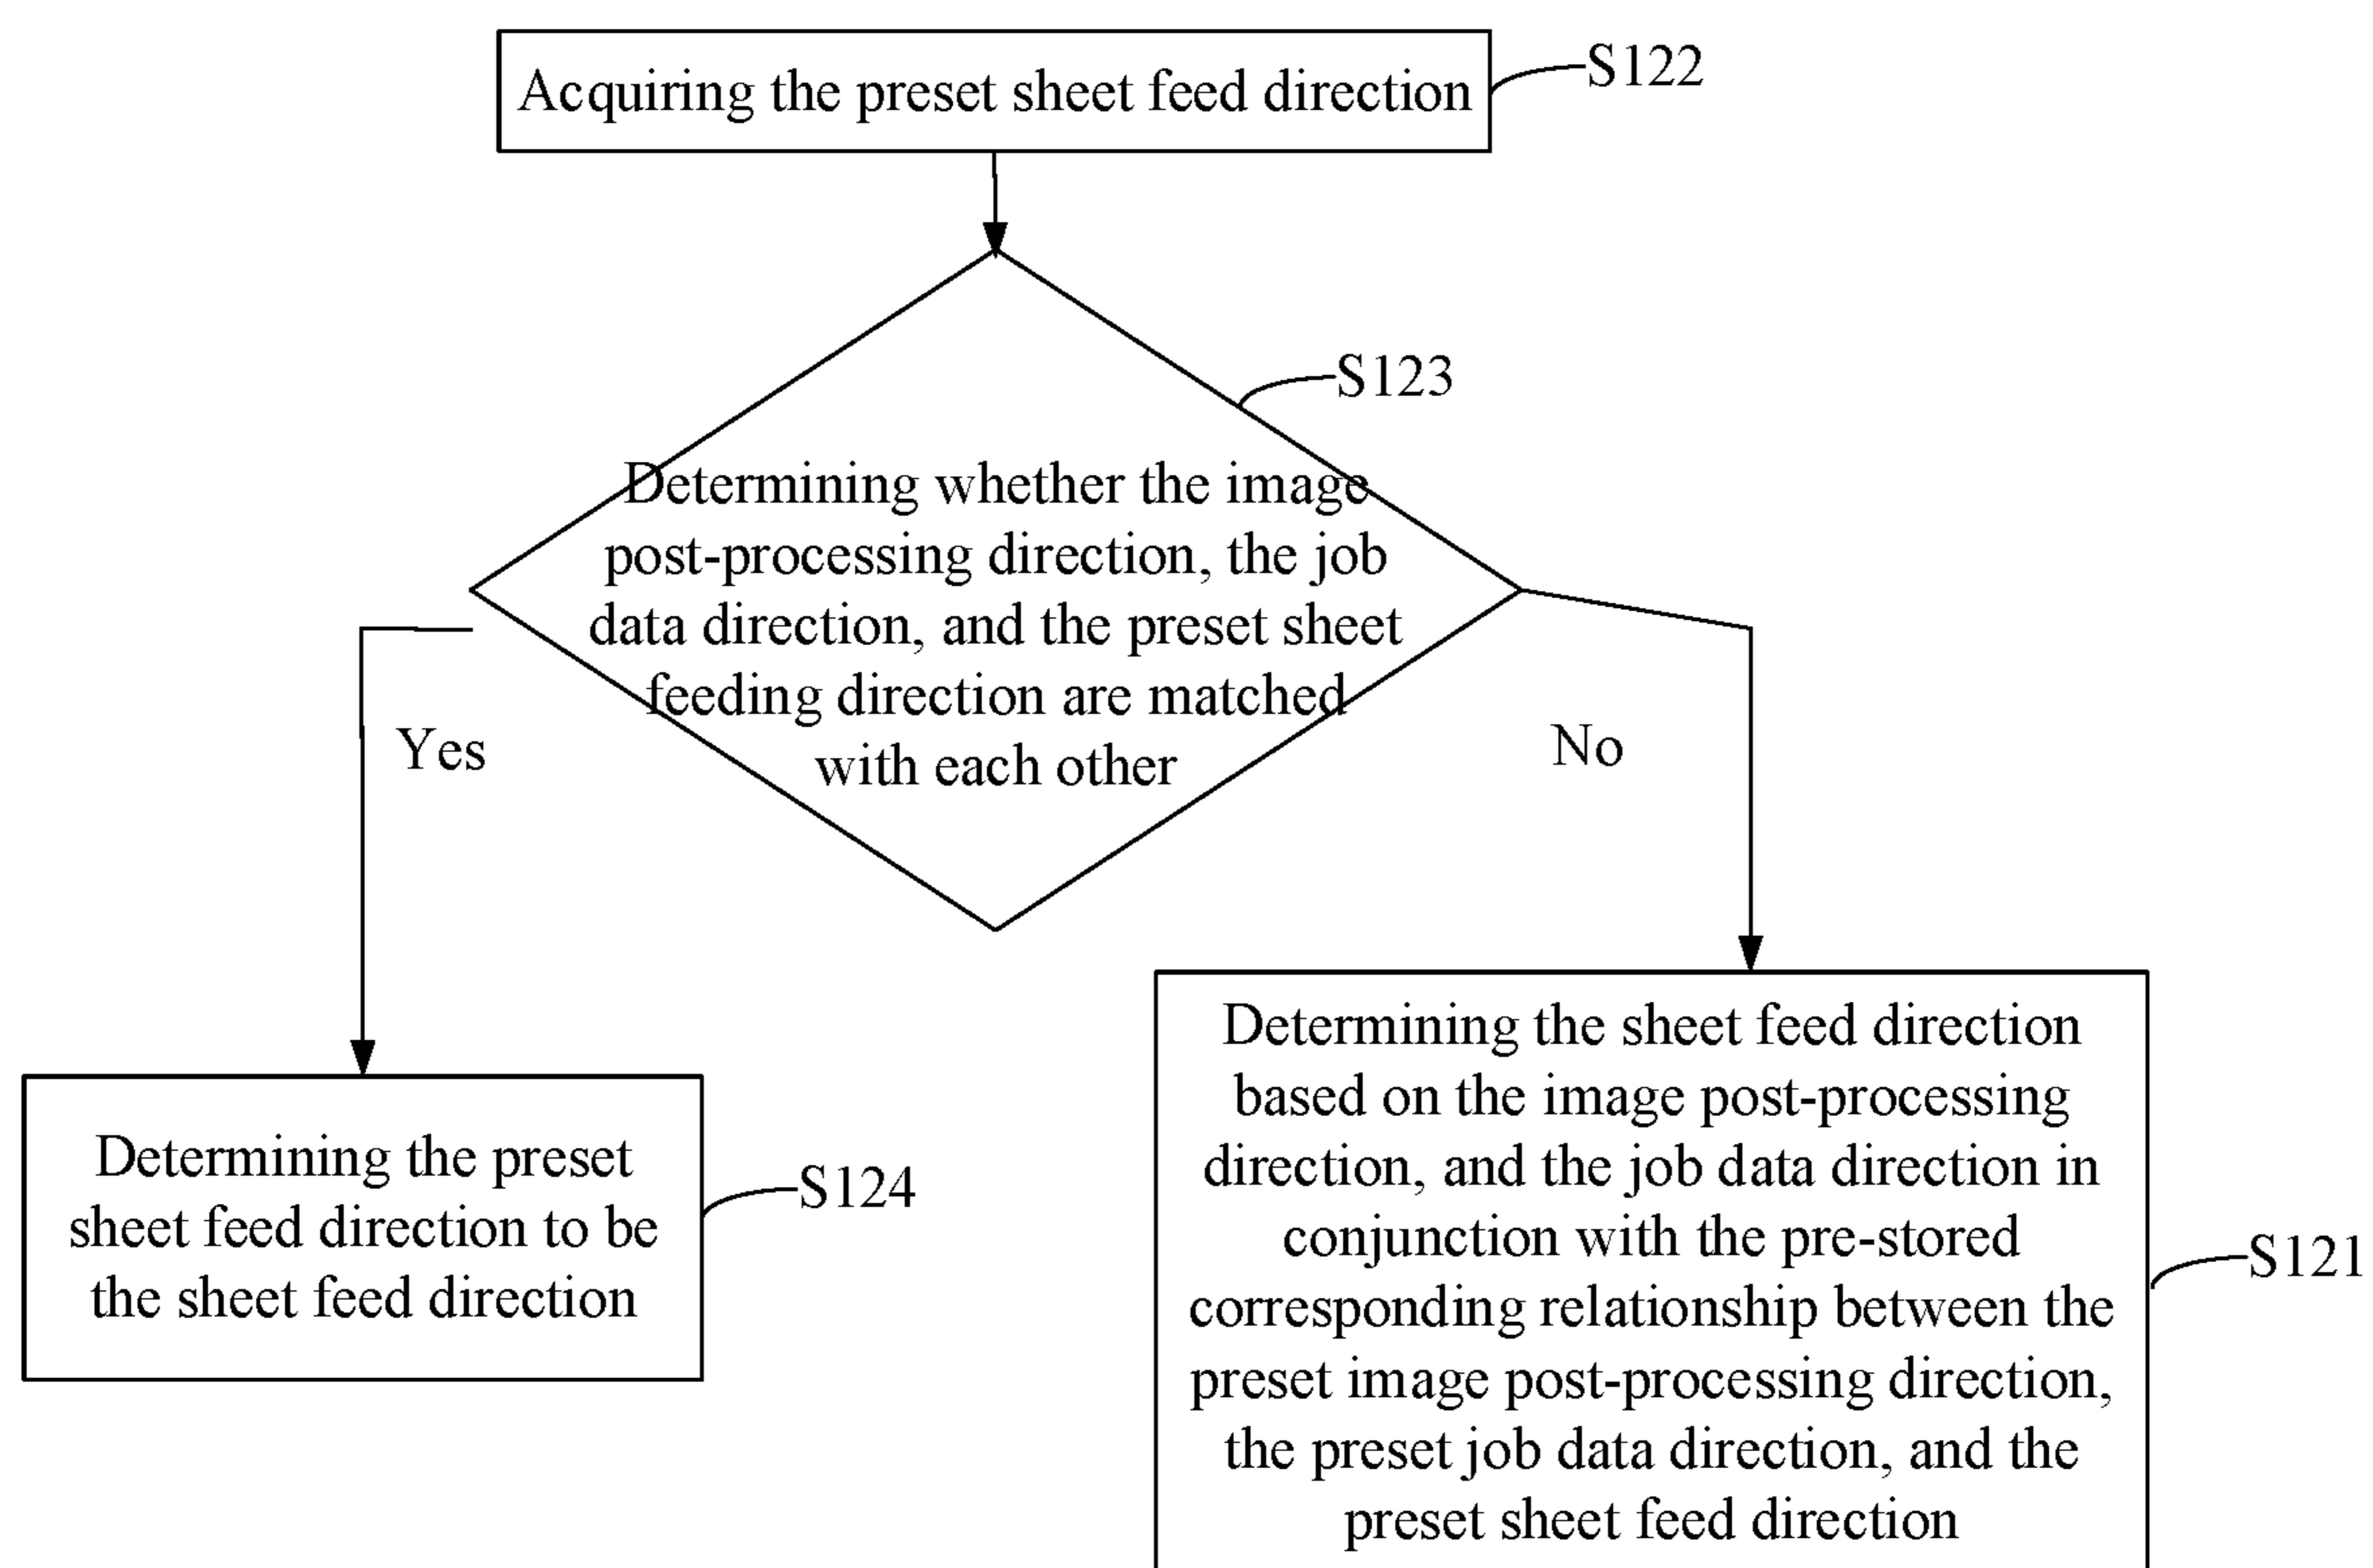 Acquiring the preset sheet feed direction
S122
S123
Determining whether the image
post-processing direction, the job
data direction, and the preset sheet
feeding direction are matched
with each other
Yes
No
Determining the preset
sheet feed direction to be
the sheet feed direction
S124
Determining the sheet feed direction
based on the image post-processing
direction, and the job data direction in
conjunction with the pre-stored
corresponding relationship between the
preset image post-processing direction,
the preset job data direction, and the
preset sheet feed direction
S121